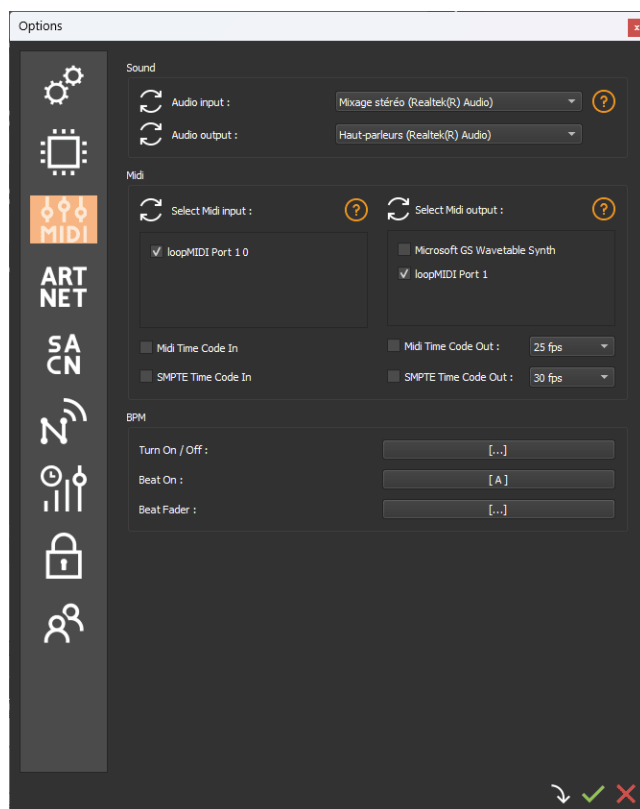 Options
x
Sound
Audio input :
Mixage stéréo (Realtek(R) Audio)
?
Audio output :
Haut-parleurs (Realtek(R) Audio)
Midi
Select Midi input :
?
Select Midi output :
?
loopMIDI Port 1 0
Microsoft GS Wavetable Synth
loopMIDI Port 1
Midi Time Code In
Midi Time Code Out :
25 fps
SMPTE Time Code In
SMPTE Time Code Out :
30 fps
BPM
Turn On / Off :
[...]
Beat On :
[ A ]
Beat Fader :
[...]
MIDI
ART
NET
SA
CN
N